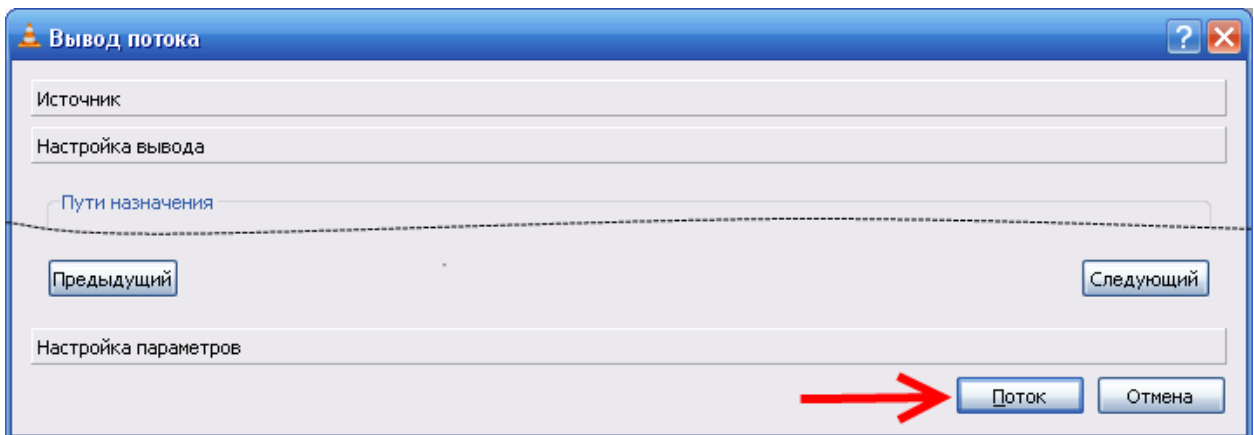 Вывод потока
Источник
Настройка вывода
Пути назначения
Предыдущий Следующий
Настройка параметров
Поток Отмена